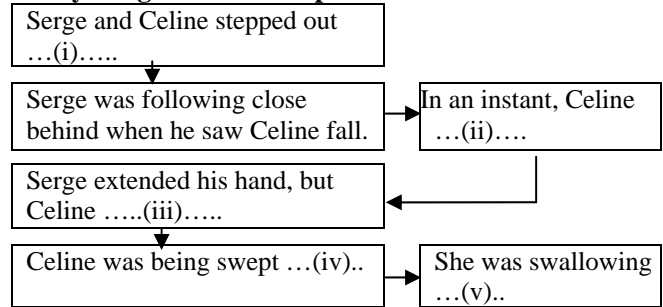 Serge and Celine stepped out
…(i)…..
Serge was following close
behind when he saw Celine fall.
In an instant, Celine
…(ii)….
Serge extended his hand, but
Celine …..(iii)…..
Celine was being swept …(iv)..
She was swallowing
…(v)..